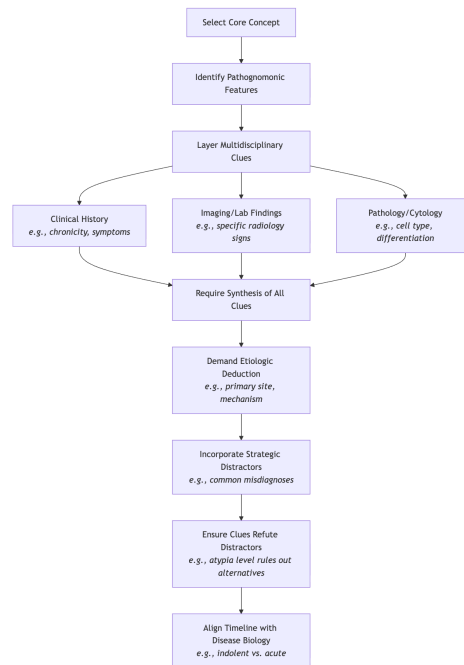 Select Core Concept
Identify Pathognomonic
Features
Layer Multidisciplinary
Clues
Clinical History
e.g., chronicity, symptoms
Imaging/Lab Findings
e.g., specific radiology
signs
Pathology/Cytology
e.g., cell type,
differentiation
Require Synthesis of All
Clues
Demand Etiologic
Deduction
e.g., primary site,
mechanism
Incorporate Strategic
Distractors
e.g., common misdiagnoses
Ensure Clues Refute
Distractors
e.g., atypia level rules out
alternatives
Align Timeline with
Disease Biology
e.g., indolent vs. acute